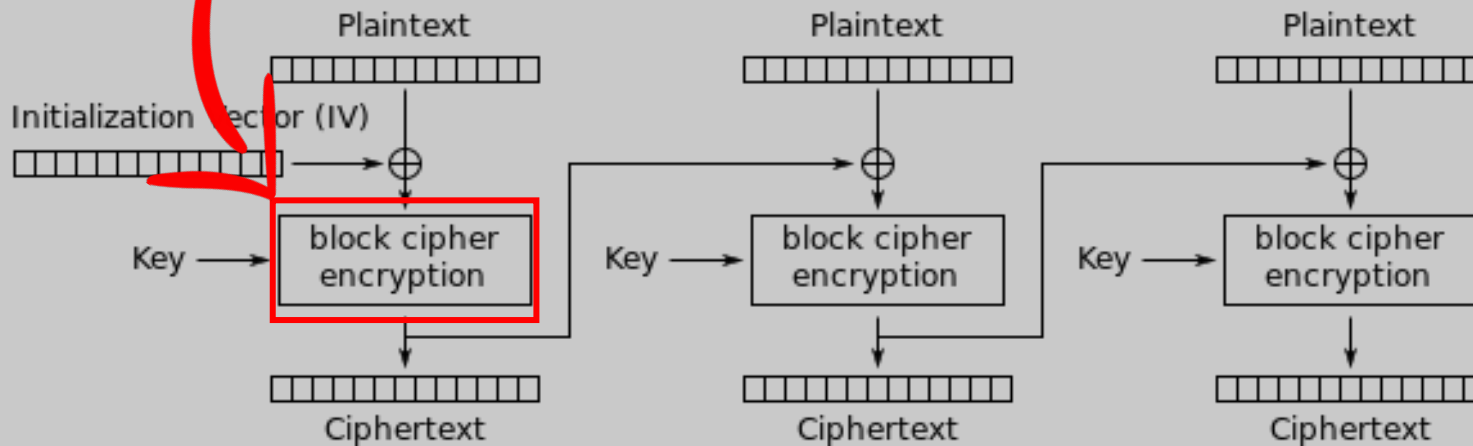 Plaintext
Plaintext
Plaintext
Initialization Vector (IV)
Key
block cipher
encryption
Key
block cipher
encryption
Key
block cipher
encryption
Ciphertext
Ciphertext
Ciphertext